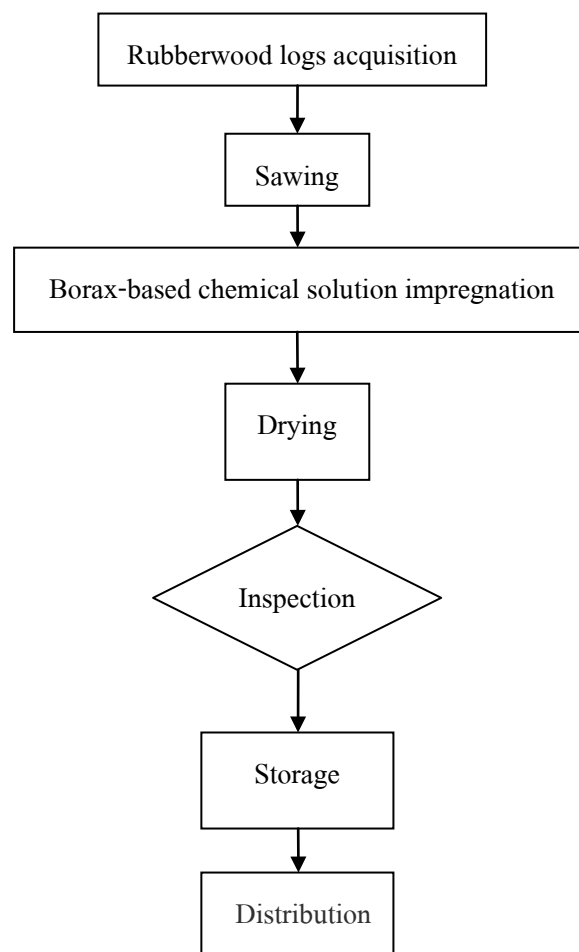 Rubberwood logs acquisition
Sawing
Borax-based chemical solution impregnation
Drying
Inspection
Storage
Distribution